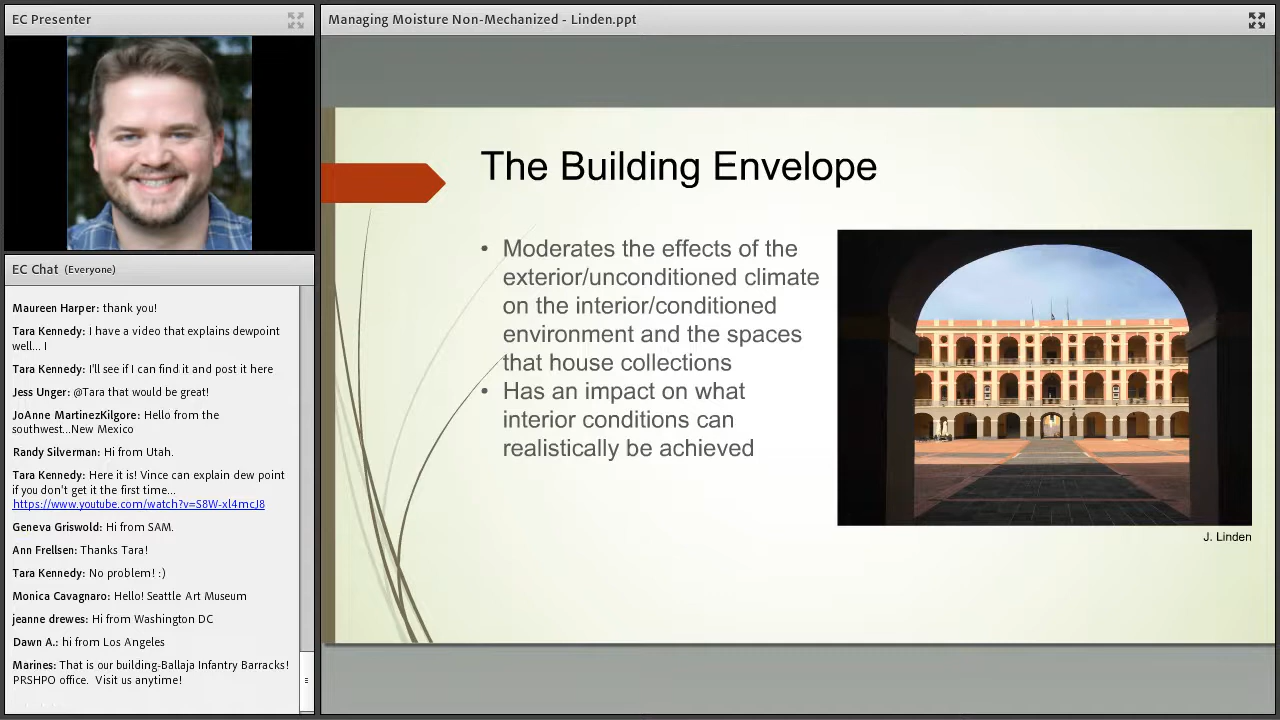 EC Presenter
EC Chat (Everyone)
Maureen Harper: thank you!
Tara Kennedy: I have a video that explains dewpoint
well... I
Tara Kennedy: I'll see if I can find it and post it here
Jess Unger: @Tara that would be great!
JoAnne MartinezKilgore: Hello from the
southwest...New Mexico
Randy Silverman: Hi from Utah.
Tara Kennedy: Here it is! Vince can explain dew point
if you don't get it the first time...
https://www.youtube.com/watch?v=S8W-xl4mcJ8
Geneva Griswold: Hi from SAM.
Ann Frellsen: Thanks Tara!
Tara Kennedy: No problem! :)
Monica Cavagnaro: Hello! Seattle Art Museum
jeanne drewes: Hi from Washington DC
Dawn A.: hi from Los Angeles
Marines: That is our building-Ballaja Infantry Barracks!
PRSHPO office.  Visit us anytime!
Managing Moisture Non-Mechanized - Linden.ppt
The Building Envelope
• Moderates the effects of the
exterior/unconditioned climate
on the interior/conditioned
environment and the spaces
that house collections
• Has an impact on what
interior conditions can
realistically be achieved
J. Linden